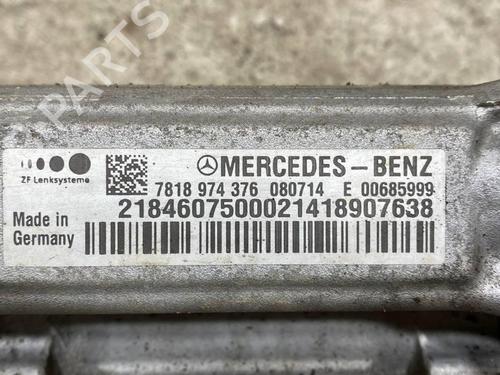 B-PARTS
MERCEDES-BENZ
ZF Lenksysteme
7818 974 376 080714 E 00685999
2184607500021418907638
Made in
Germany